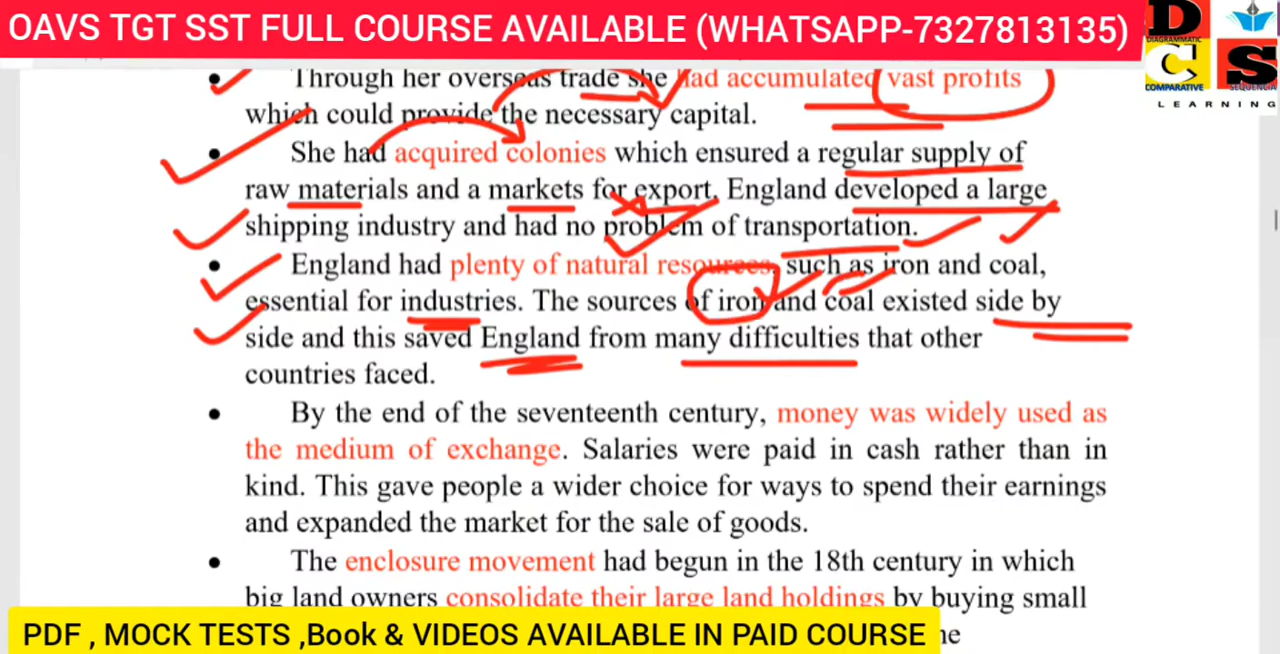 OAVS TGT SST FULL COURSE AVAILABLE (WHATSAPP-7327813135)
D
DIAGRAMMATIC
C
S
COMPARATIVE
SEQUENCIA
LEARNING
• Through her overseas trade she had accumulated vast profits
which could provide the necessary capital.
• She had acquired colonies which ensured a regular supply of
raw materials and a markets for export. England developed a large
shipping industry and had no problem of transportation.
• England had plenty of natural resources, such as iron and coal,
essential for industries. The sources of iron and coal existed side by
side and this saved England from many difficulties that other
countries faced.
• By the end of the seventeenth century, money was widely used as
the medium of exchange. Salaries were paid in cash rather than in
kind. This gave people a wider choice for ways to spend their earnings
and expanded the market for the sale of goods.
• The enclosure movement had begun in the 18th century in which
big land owners consolidate their large land holdings by buying small
PDF , MOCK TESTS ,Book & VIDEOS AVAILABLE IN PAID COURSE